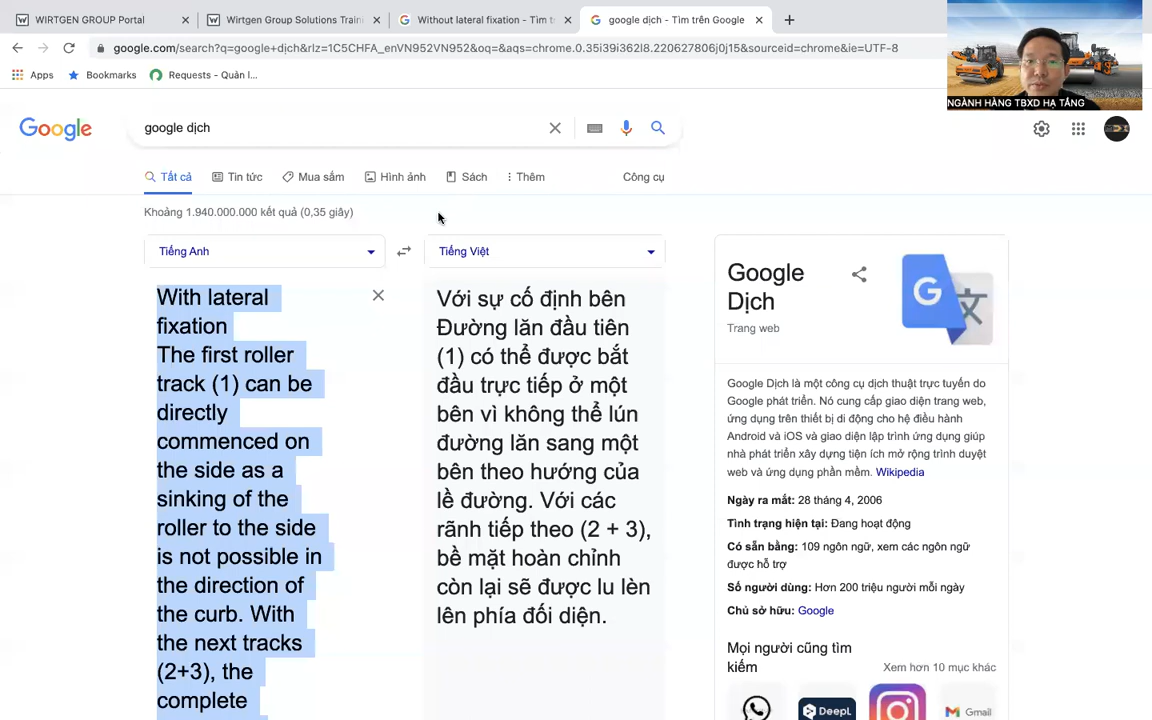 WIRTGEN GROUP Portal
Wirtgen Group Solutions Traini
Without lateral fixation - Tìm t
google dịch - Tìm trên Google
google.com/search?q=google+dich&rlz=1C5CHFA_enVN952VN952&oq=&aqs=chrome.0.35i39i362l8.220627806j0j15&sourceid=chrome&ie=UTF-8
Apps
Bookmarks
Requests - Quản l...
NGÀNH HÀNG TBXD HẠ TẦNG
Google
google dịch
Tất cả
Tin tức
Mua sắm
Hình ảnh
Sách
Thêm
Công cụ
Khoảng 1.940.000.000 kết quả (0,35 giây)
Tiếng Anh
Tiếng Việt
With lateral
fixation
The first roller
track (1) can be
directly
commenced on
the side as a
sinking of the
roller to the side
is not possible in
the direction of
the curb. With
the next tracks
(2+3), the
complete
Với sự cố định bên
Đường lăn đầu tiên
(1) có thể được bắt
đầu trực tiếp ở một
bên vì không thể lún
đường lăn sang một
bên theo hướng của
lề đường. Với các
rãnh tiếp theo (2 + 3),
bề mặt hoàn chỉnh
còn lại sẽ được lu lèn
lên phía đối diện.
Google
Dịch
Trang web
Google Dịch là một công cụ dịch thuật trực tuyến do
Google phát triển. Nó cung cấp giao diện trang web,
ứng dụng trên thiết bị di động cho hệ điều hành
Android và iOS và giao diện lập trình ứng dụng giúp
nhà phát triển xây dựng tiện ích mở rộng trình duyệt
web và ứng dụng phần mềm. Wikipedia
Ngày ra mắt: 28 tháng 4, 2006
Tình trạng hiện tại: Đang hoạt động
Có sẵn bằng: 109 ngôn ngữ, xem các ngôn ngữ
được hỗ trợ
Số người dùng: Hơn 200 triệu người mỗi ngày
Chủ sở hữu: Google
Mọi người cũng tìm
kiếm
Xem hơn 10 mục khác
DeepL
Gmail